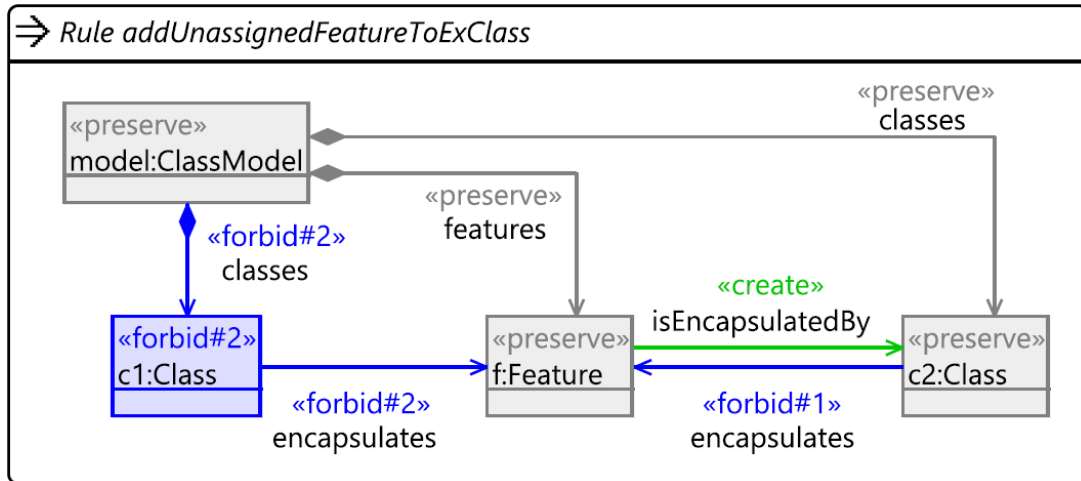 Rule addUnassignedFeatureToExClass
«preserve»
classes
«preserve»
model:ClassModel
«preserve»
features
«forbid#2»
classes
«create»
isEncapsulatedBy
«forbid#2»
c1:Class
«preserve»
f:Feature
«preserve»
c2:Class
«forbid#2»
encapsulates
«forbid#1»
encapsulates